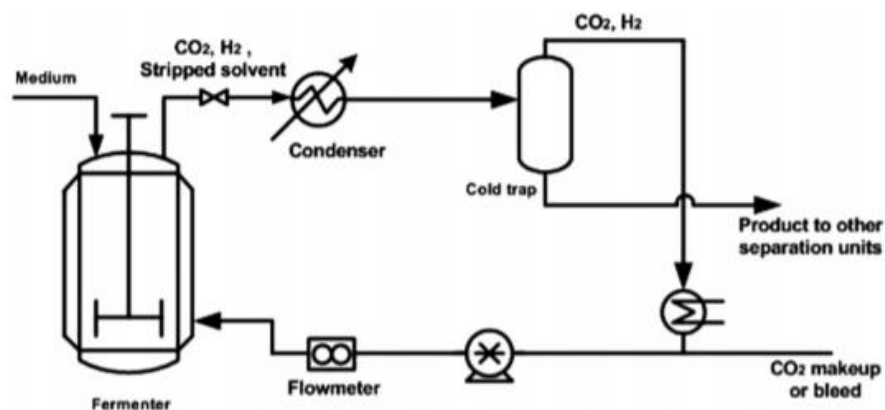 CO2, H2
CO2, H2 ,
Stripped solvent
Medium
Condenser
Cold trap
Product to other
separation units
Flowmeter
CO2 makeup
or bleed
Fermenter